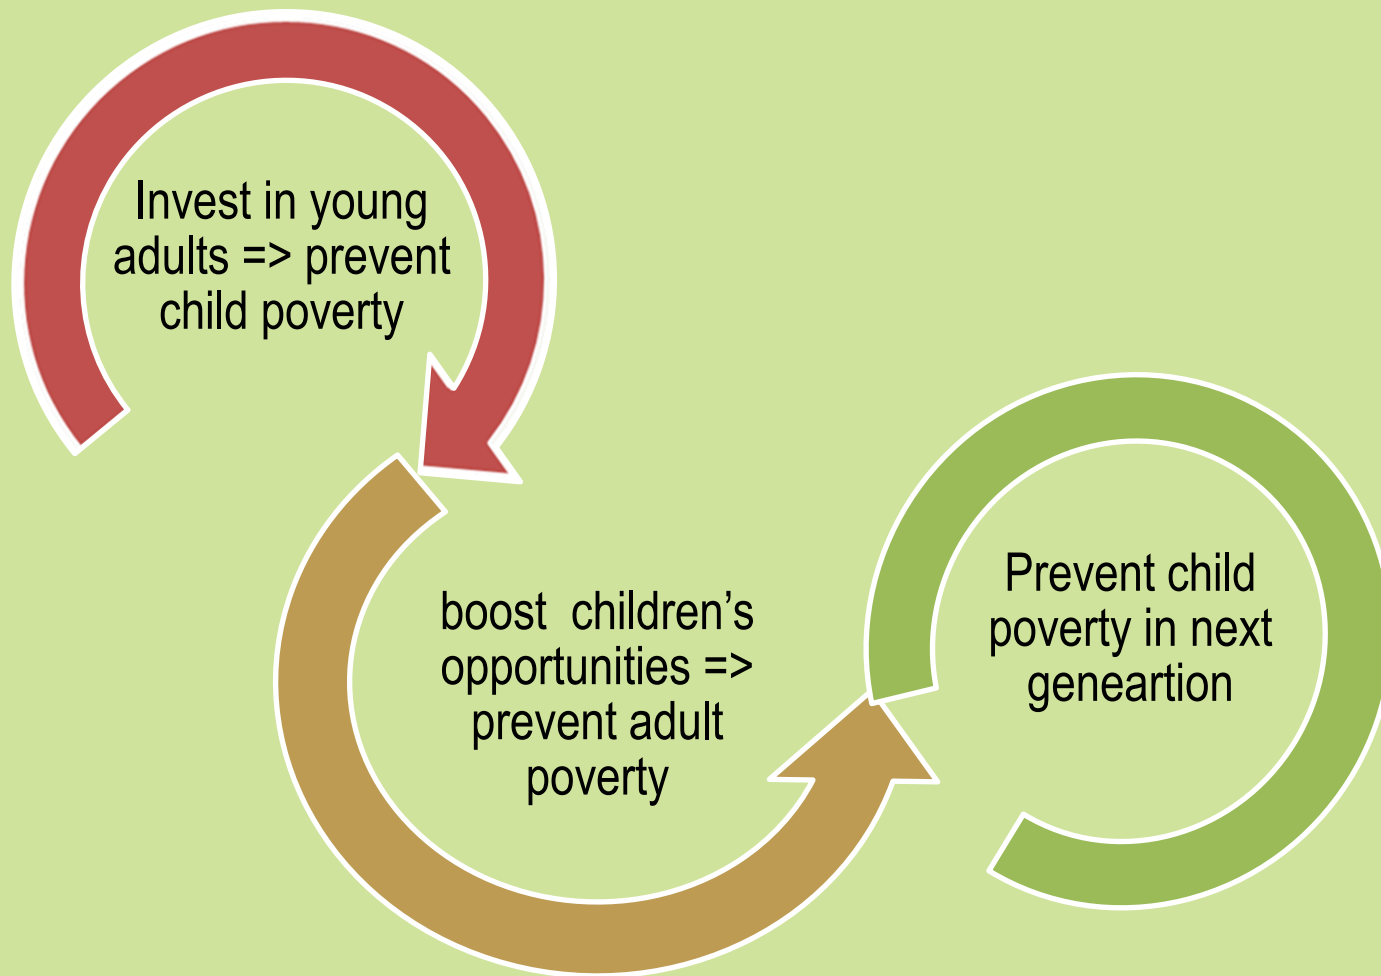 Invest in young
adults => prevent
child poverty
boost  children’s
opportunities =>
prevent adult
poverty
Prevent child
poverty in next
geneartion